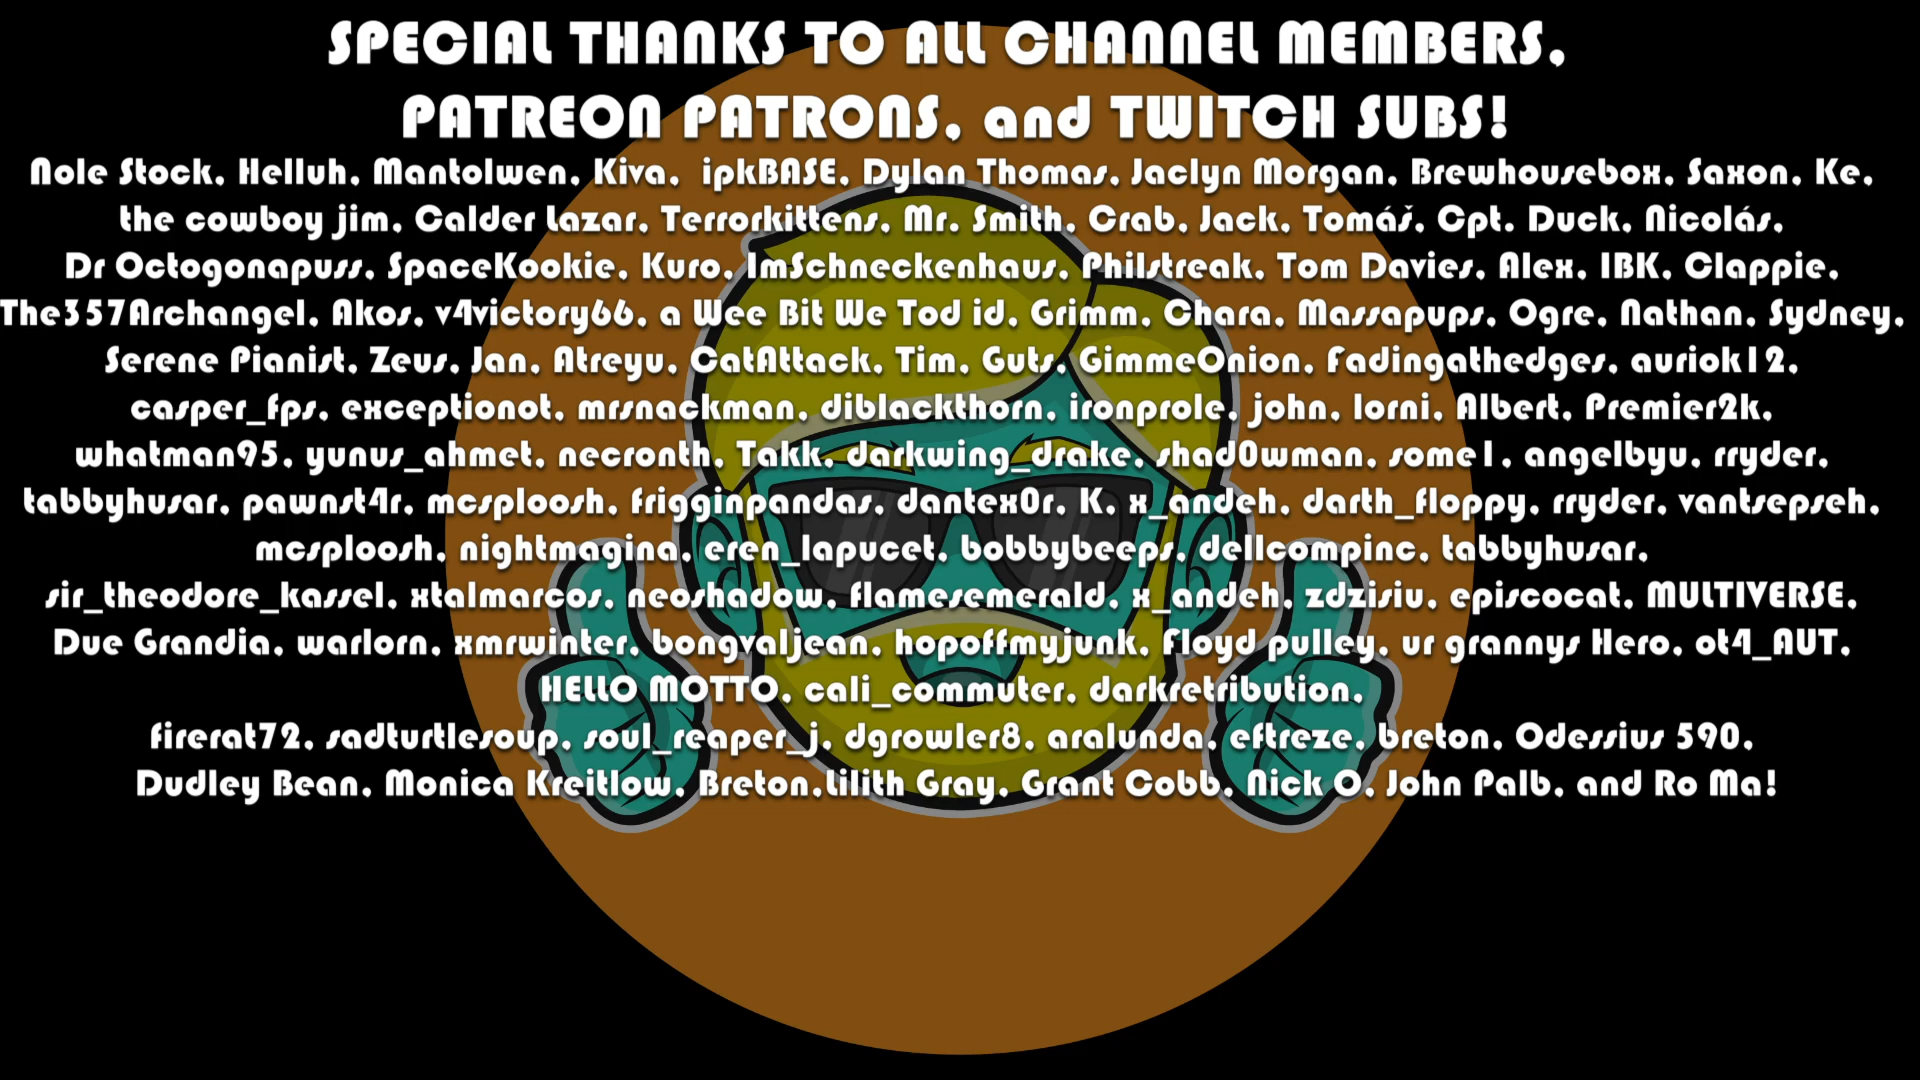 SPECIAL THANKS TO ALL CHANNEL MEMBERS,
PATREON PATRONS, and TWITCH SUBS!
Nole Stock, Helluh, Mantolwen, Kiva,  ipkBASE, Dylan Thomas, Jaclyn Morgan, Brewhousebox, Saxon, Ke,
the cowboy jim, Calder Lazar, Terrorkittens, Mr. Smith, Crab, Jack, Tomáš, Cpt. Duck, Nicolás,
Dr Octogonapuss, SpaceKookie, Kuro, ImSchneckenhaus, Philstreak, Tom Davies, Alex, IBK, Clappie,
The357Archangel, Akos, v4victory66, a Wee Bit We Tod id, Grimm, Chara, Massapups, Ogre, Nathan, Sydney,
Serene Pianist, Zeus, Jan, Atreyu, CatAttack, Tim, Guts, GimmeOnion, Fadingathedges, auriok12,
casper_fps, exceptionot, mrsnackman, diblackthorn, ironprole, john, lorni, Albert, Premier2k,
whatman95, yunus_ahmet, necronth, Takk, darkwing_drake, shad0wman, some1, angelbyu, rryder,
tabbyhusar, pawnst4r, mcsploosh, frigginpandas, dantex0r, K, x_andeh, darth_floppy, rryder, vantsepseh,
mcsploosh, nightmagina, eren_lapucet, bobbybeeps, dellcompinc, tabbyhusar,
sir_theodore_kassel, xtalmarcos, neoshadow, flamesemerald, x_andeh, zdzisiu, episcocat, MULTIVERSE,
Due Grandia, warlorn, xmrwinter, bongvaljean, hopoffmyjunk, Floyd pulley, ur grannys Hero, ot4_AUT,
HELLO MOTTO, cali_commuter, darkretribution,
firerat72, sadturtlesoup, soul_reaper_j, dgrowler8, aralunda, eftreze, breton, Odessius 590,
Dudley Bean, Monica Kreitlow, Breton,Lilith Gray, Grant Cobb, Nick O, John Palb, and Ro Ma!